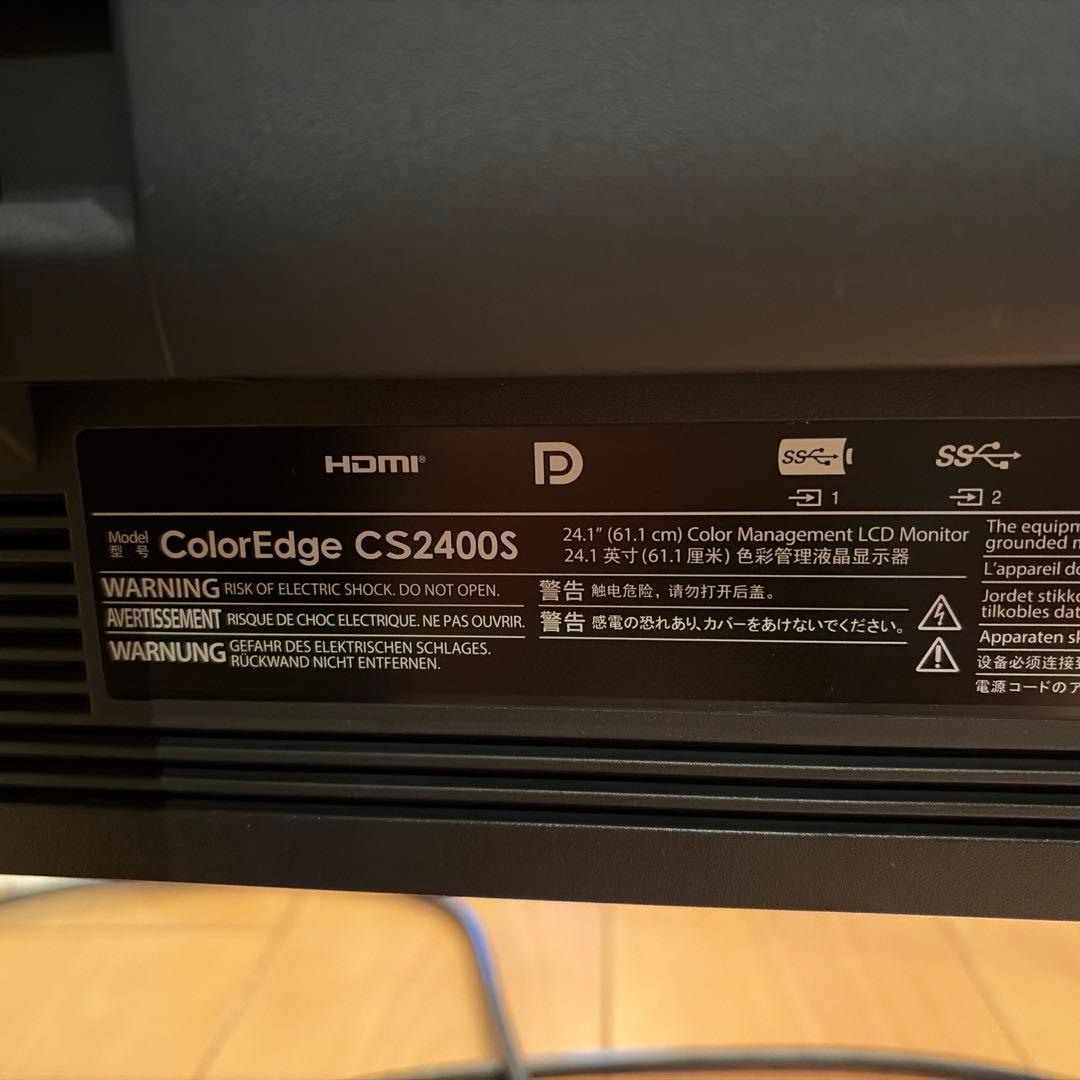 HDMI®
SS
SS
1
2
Model
型号
ColorEdge CS2400S
24.1" (61.1 cm) Color Management LCD Monitor
24.1 英寸 (61.1 厘米) 色彩管理液晶显示器
WARNING RISK OF ELECTRIC SHOCK. DO NOT OPEN.
AVERTISSEMENT RISQUE DE CHOC ELECTRIQUE. NE PAS OUVRIR.
WARNUNG GEFAHR DES ELEKTRISCHEN SCHLAGES.
RÜCKWAND NICHT ENTFERNEN.
警告 触电危险，请勿打开后盖。
警告 感電の恐れあり、カバーをあけないでください。
The equipm
grounded
L'appareil do
Jordet stikko
tilkobles dat
Apparaten sk
设备必须连接
電源コードのア